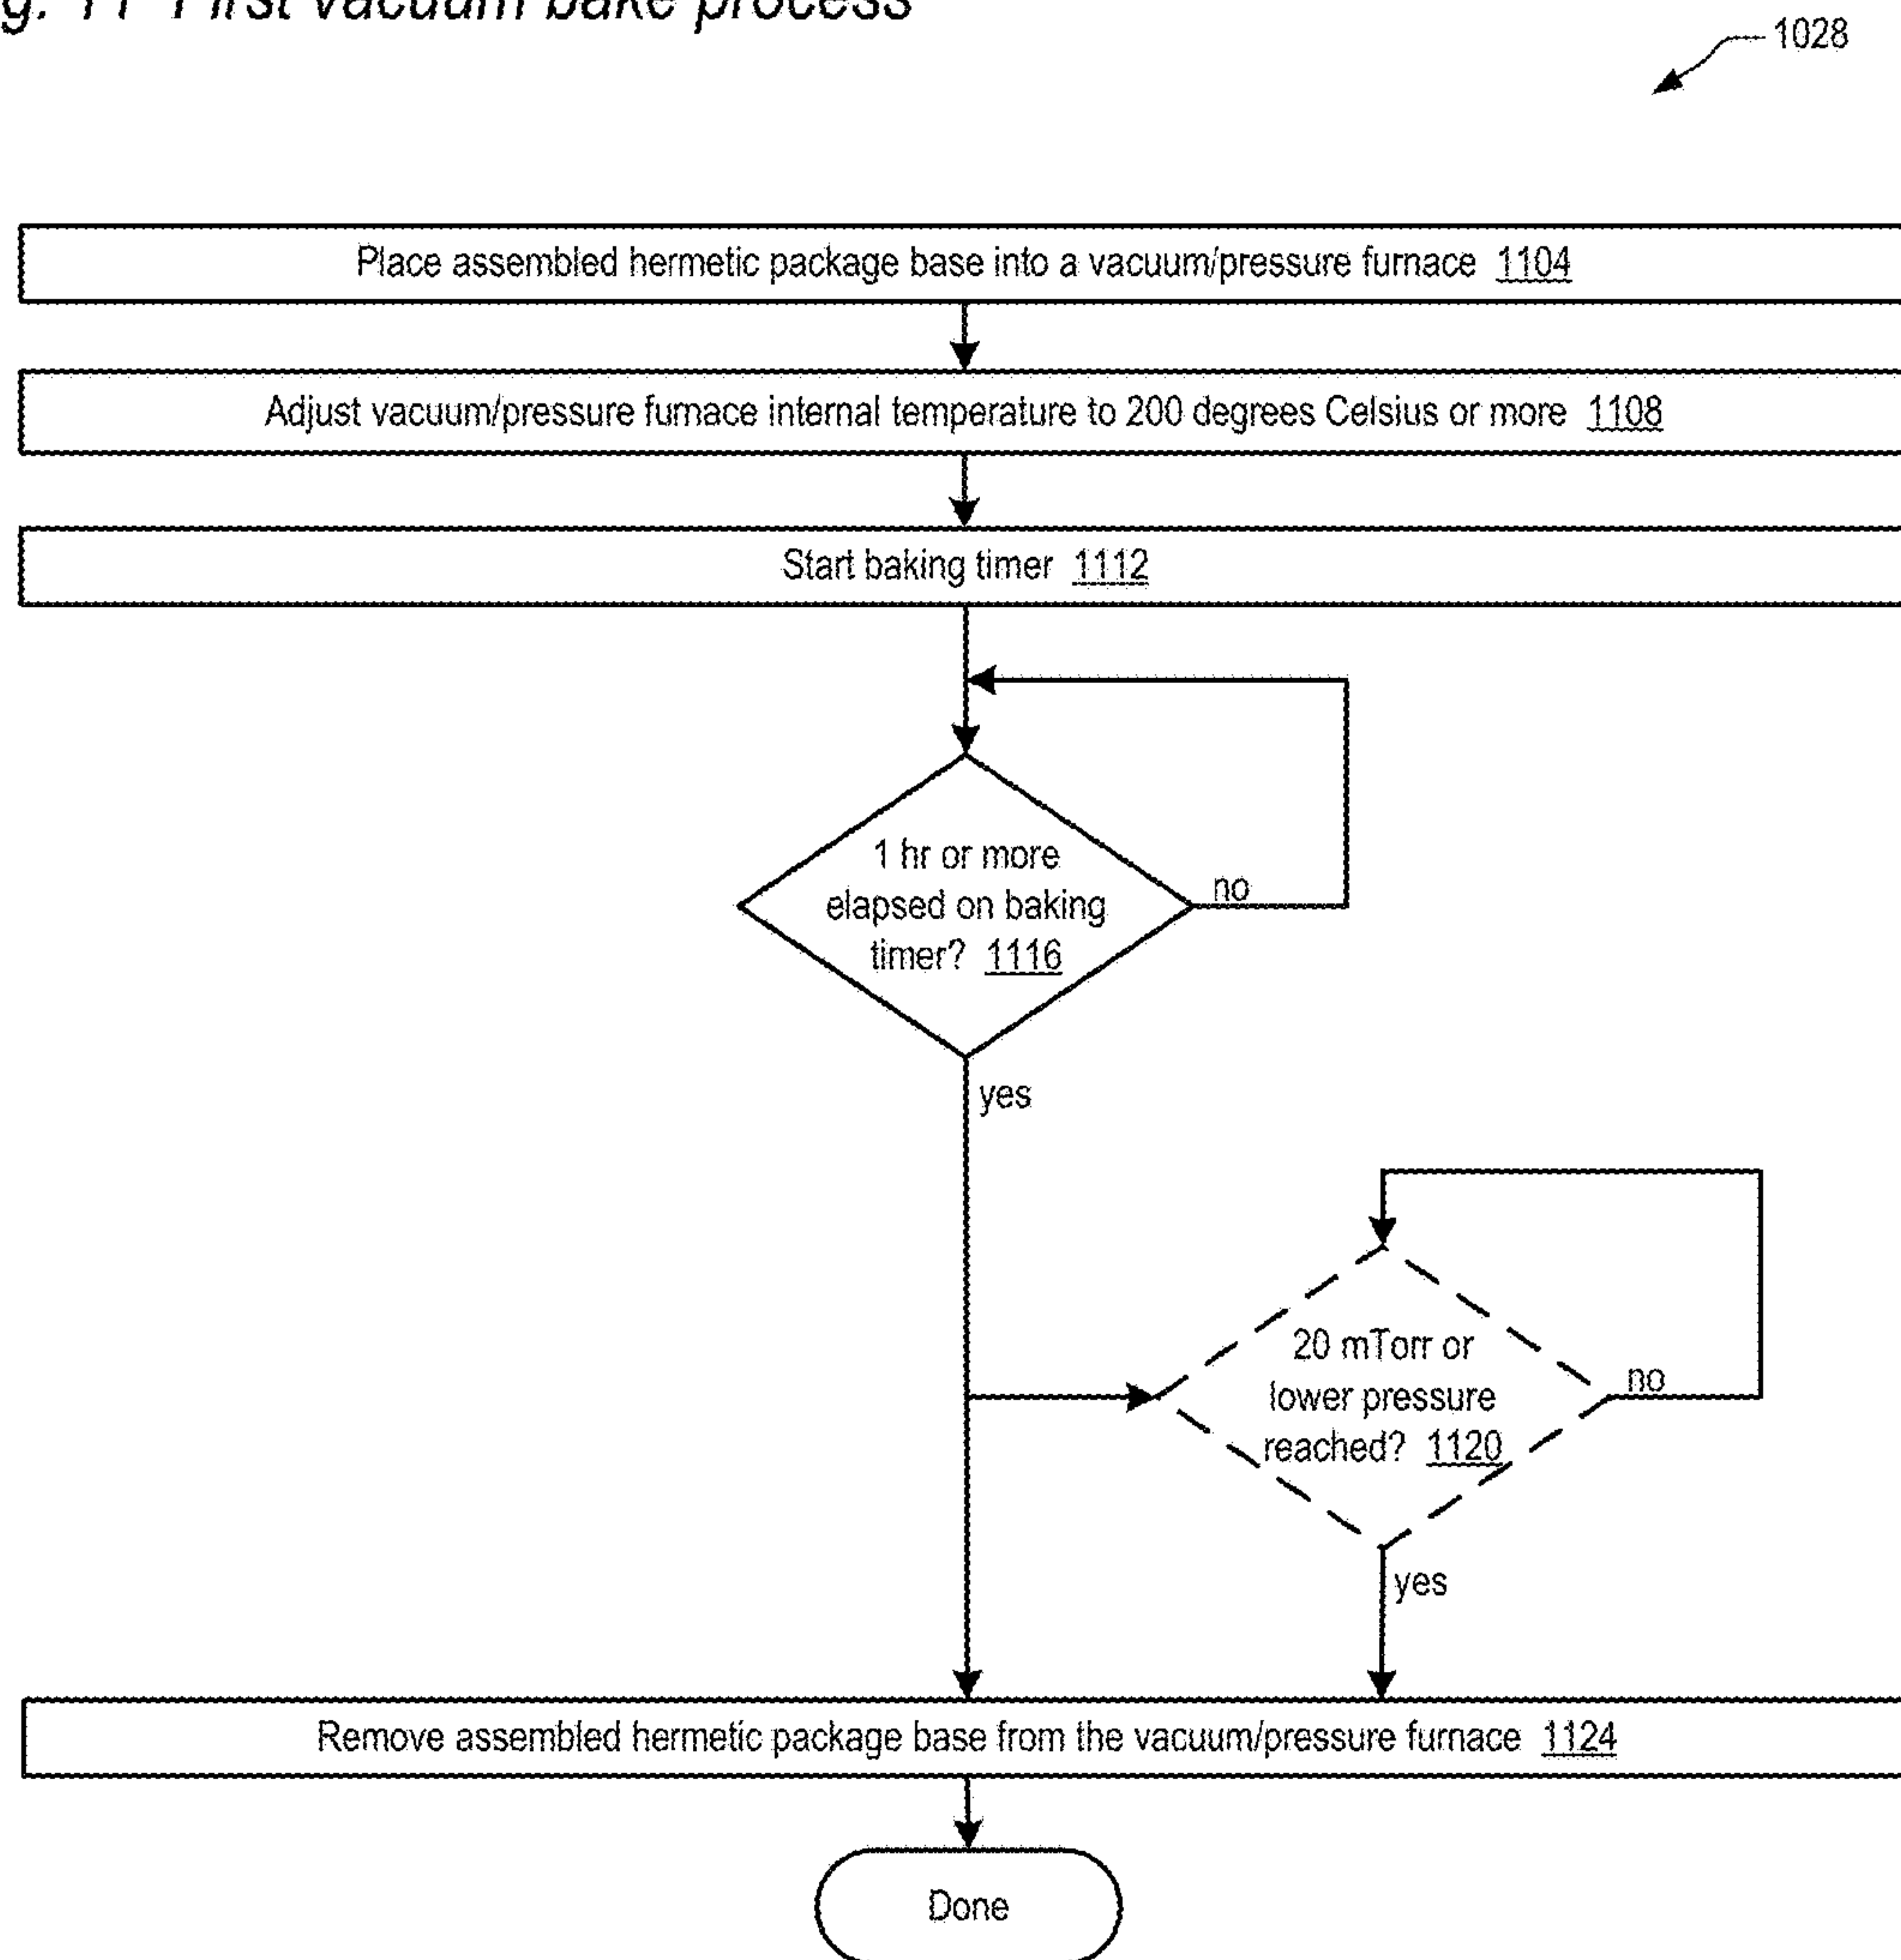 g. 11 First vacuum bake process
1028
Place assembled hermetic package base into a vacuum/pressure furnace 1104
Adjust vacuum/pressure furnace internal temperature to 200 degrees Celsius or more 1108
Start baking timer 1112
1 hr or more
elapsed on baking
timer? 1116
no
yes
20 mTorr or
lower pressure
reached? 1120
no
yes
Remove assembled hermetic package base from the vacuum/pressure furnace 1124
Done